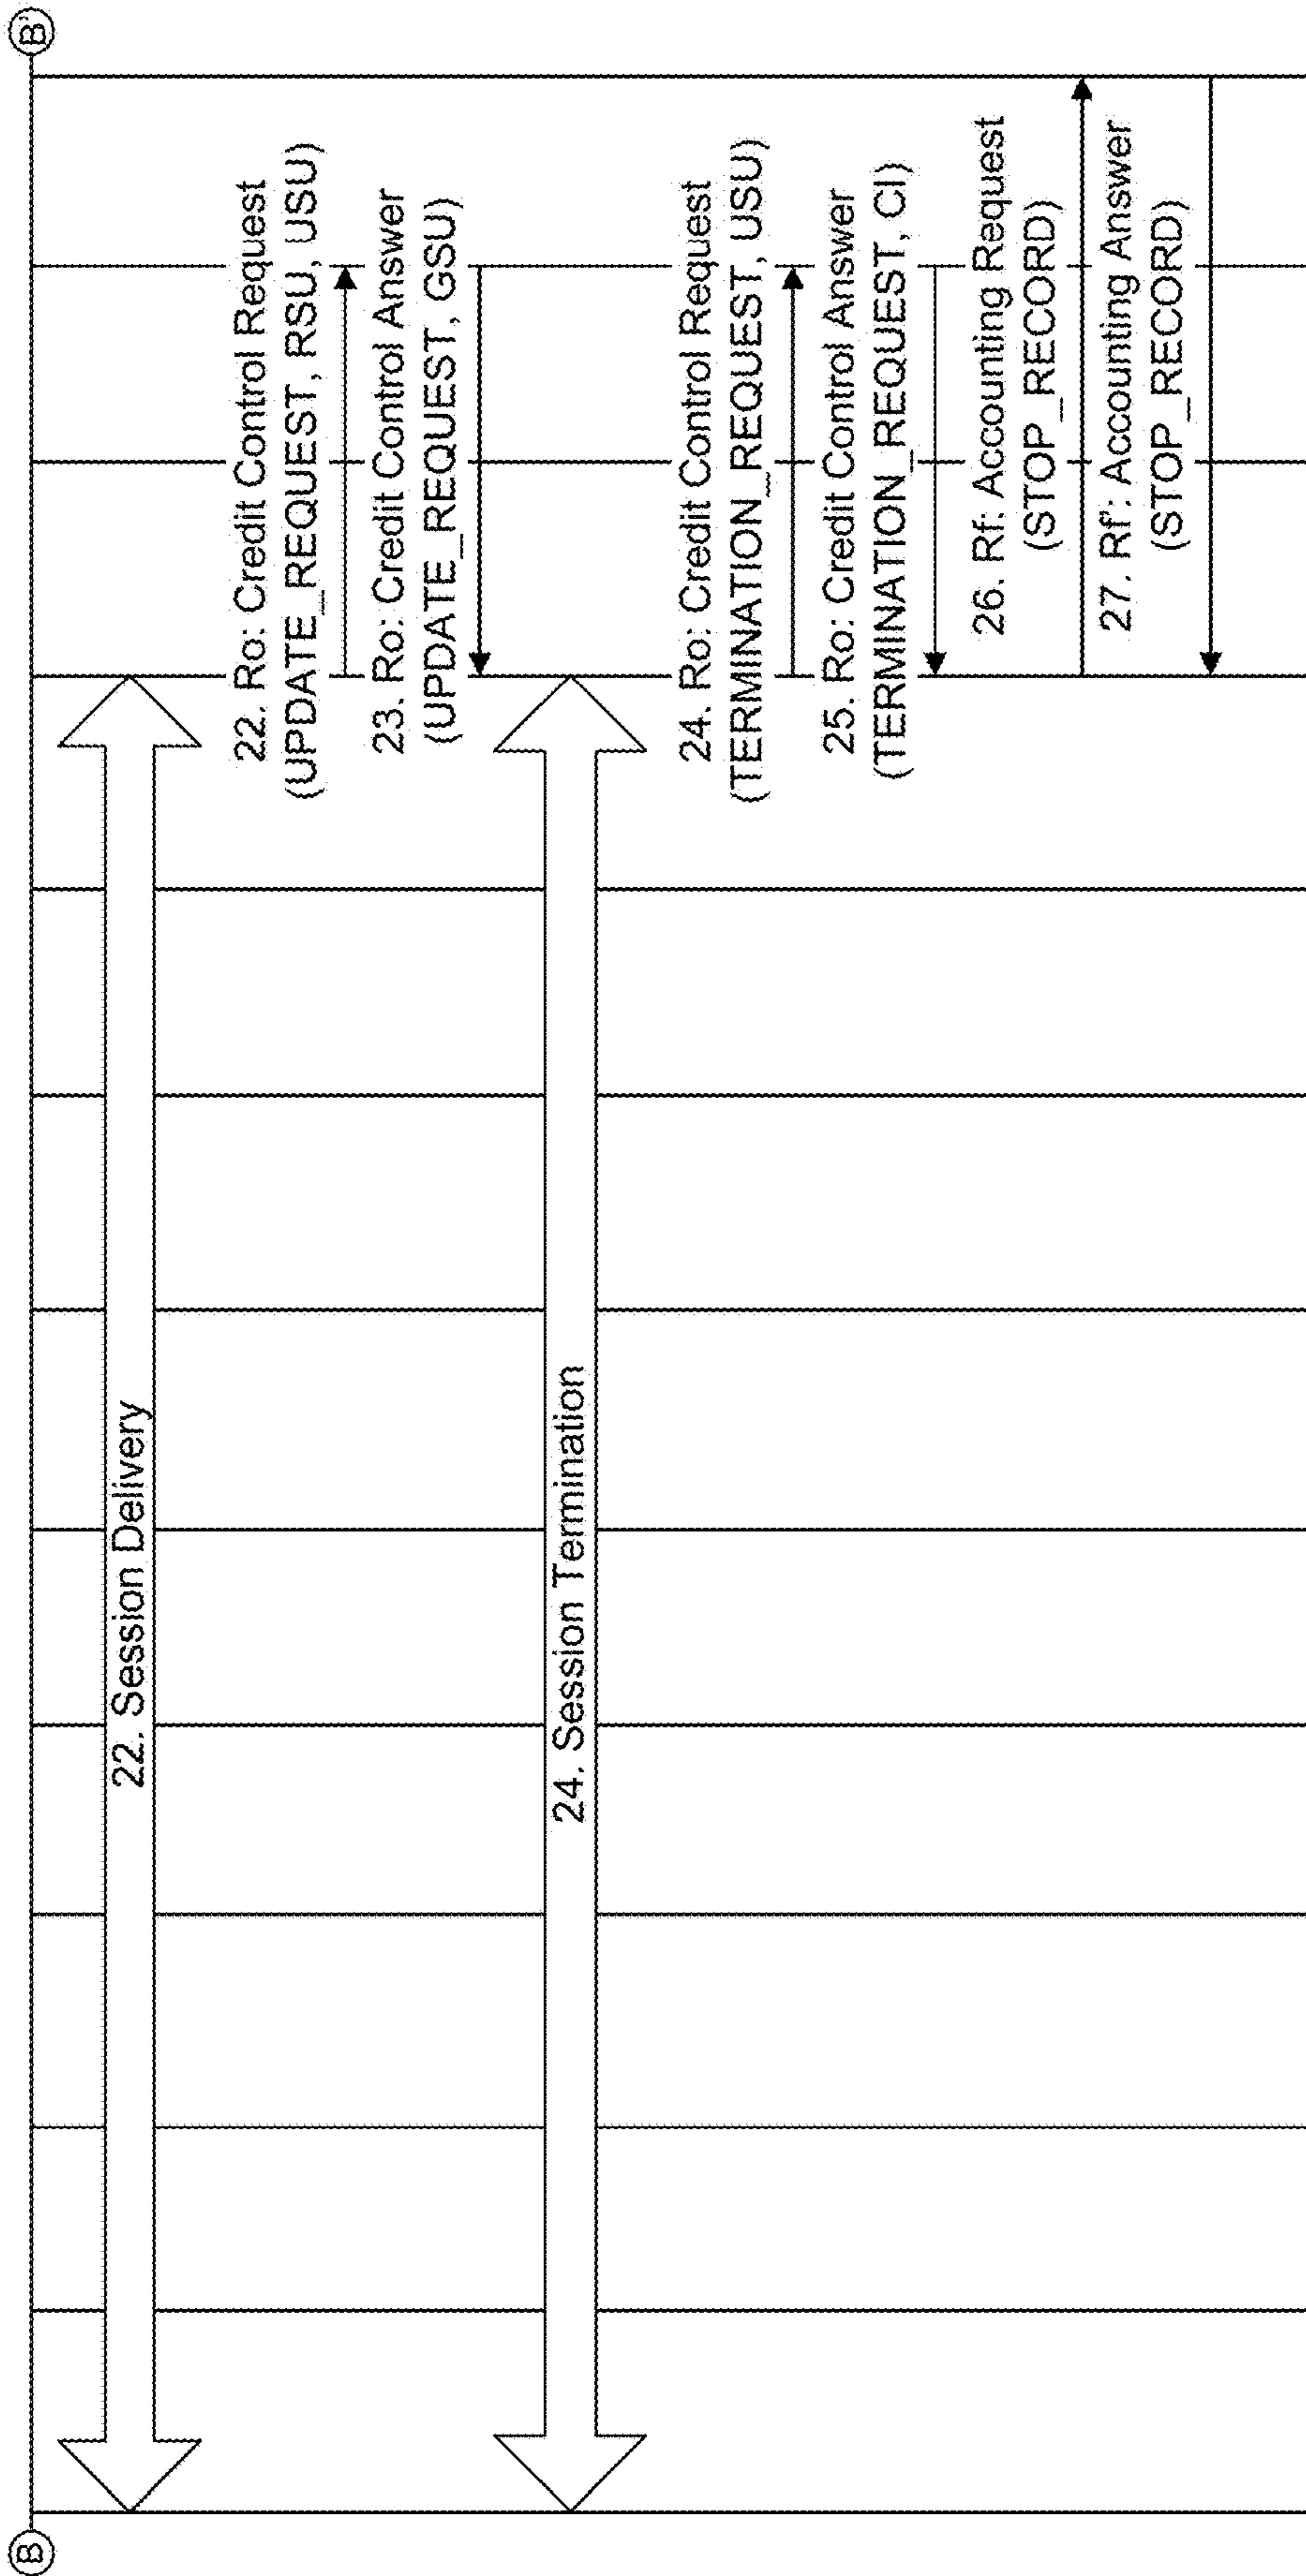 B
B'
22. Session Delivery
22. Ro: Credit Control Request
(UPDATE_REQUEST, RSU, USU)
23. Ro: Credit Control Answer
(UPDATE_REQUEST, GSU)
24. Session Termination
24. Ro: Credit Control Request
(TERMINATION_REQUEST, USU)
25. Ro: Credit Control Answer
(TERMINATION_REQUEST, CI)
26. Rf: Accounting Request
(STOP_RECORD)
27. Rf': Accounting Answer
(STOP_RECORD)